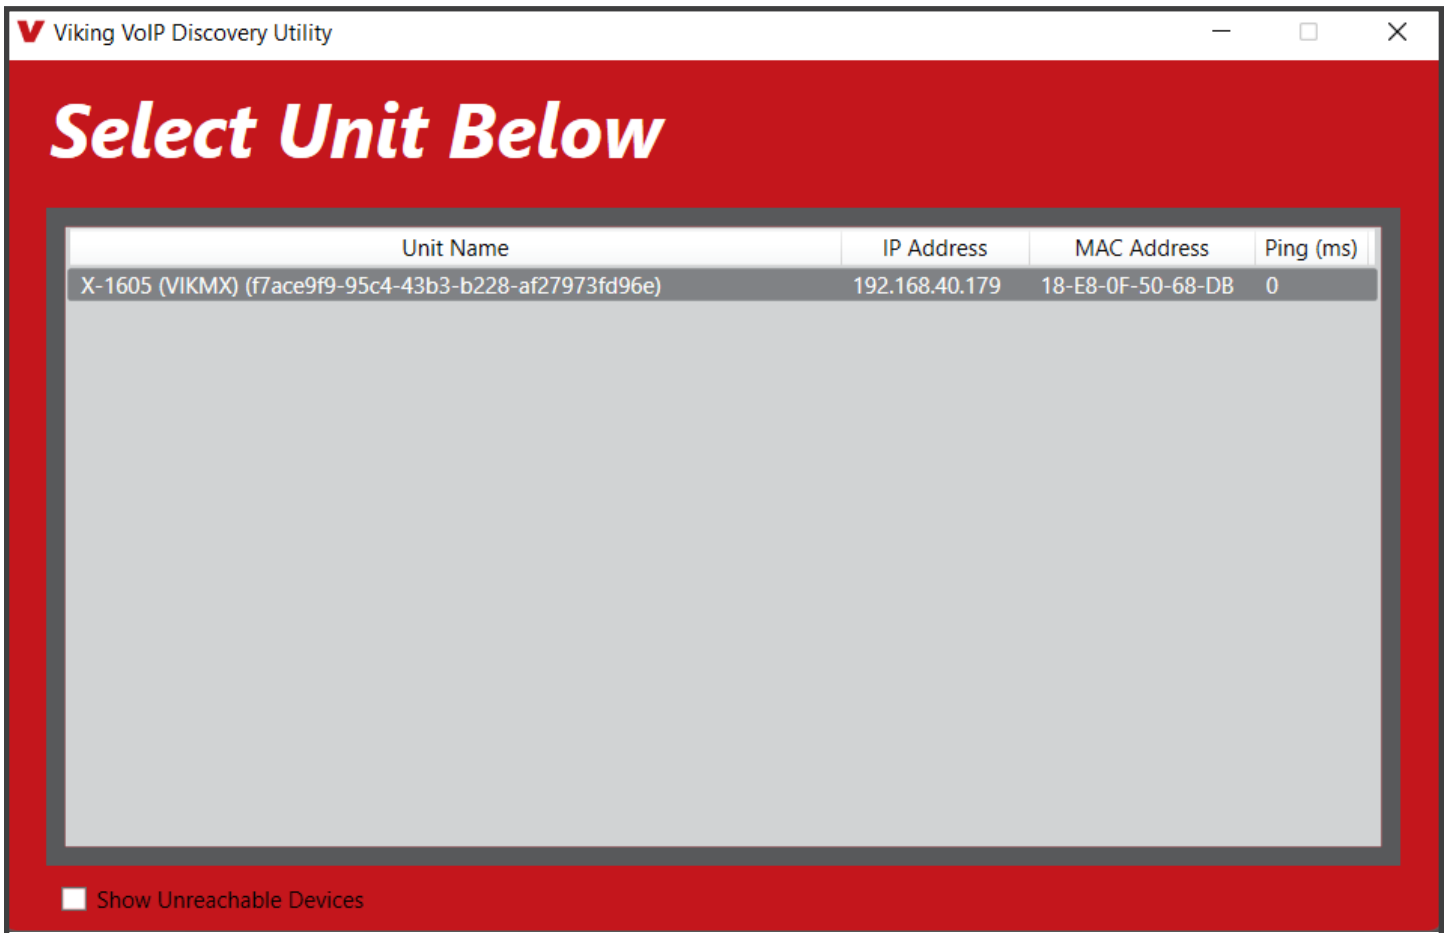 Viking VoIP Discovery Utility
Select Unit Below
Unit Name IP Address MAC Address Ping (ms)
X-1605 (VIKMX) (f7ace9f9-95c4-43b3-b228-af27973fd96e) 192.168.40.179 18-E8-0F-50-68-DB 0
Show Unreachable Devices